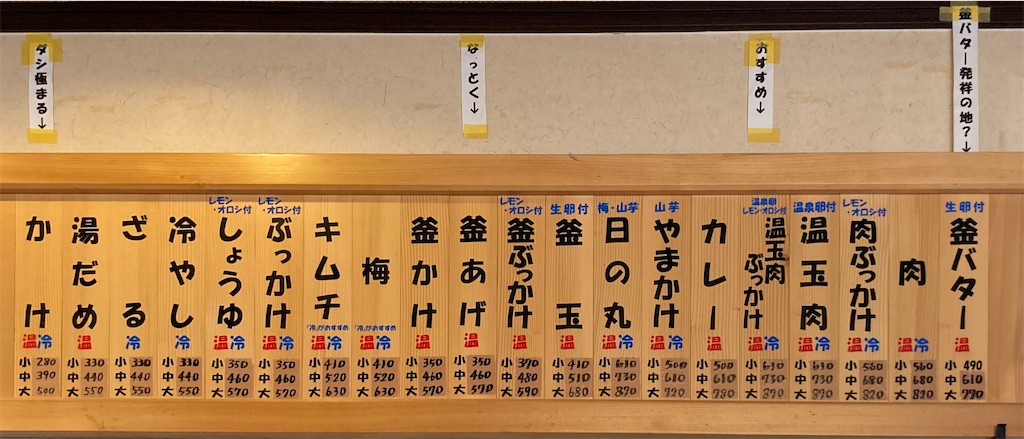 釜バター発祥の地?↓
おすすめ↓
なっとく↓
ダシ極まる↓
生卵付
釜バター
温
小 490
中 610
大 770
肉
温冷
小 560
中 680
大 820
レモン・オロシ付
肉ぶっかけ
温冷
小 560
中 680
大 820
温泉卵付
温玉肉
温冷
小 610
中 730
大 870
温泉卵
レモン・オロシ付
温玉肉
ぶっかけ
温冷
小 610
中 730
大 870
カレー
温
小 500
中 610
大 780
山芋
やまかけ
温冷
小 500
中 610
大 720
梅・山芋
日の丸
温冷
小 610
中 730
大 870
生卵付
釜玉
温
小 410
中 510
大 680
レモン・オロシ付
釜ぶっかけ
温
小 370
中 480
大 590
釜あげ
温
小 350
中 460
大 570
釜かけ
温
小 350
中 460
大 570
梅
「冷」がおすすめ
温冷
小 410
中 520
大 630
キムチ
「冷」がおすすめ
温冷
小 410
中 520
大 630
レモン・オロシ付
ぶっかけ
温冷
小 350
中 460
大 570
レモン・オロシ付
しょうゆ
温冷
小 350
中 460
大 570
冷やし
冷
小 330
中 440
大 550
ざる
冷
小 330
中 440
大 550
湯だめ
温
小 330
中 440
大 550
かけ
温冷
小 280
中 390
大 500